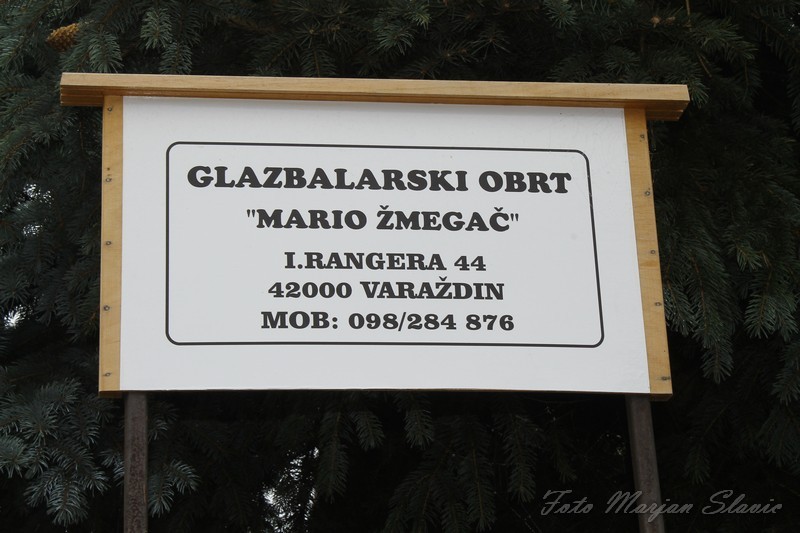 GLAZBALARSKI OBRT
"MARIO ŽMEGAČ"
I.RANGERA 44
42000 VARAŽDIN
MOB: 098/284 876
Foto Marjan Slavic